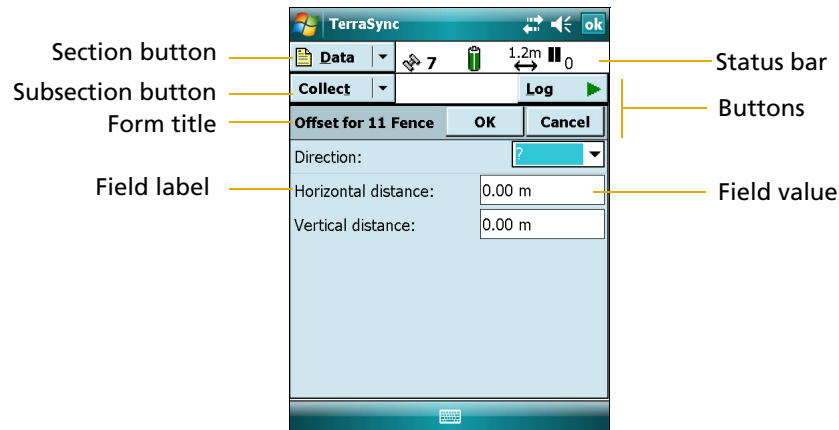 TerraSync ok
Section button Data 7 1.2m 0 Status bar
Subsection button Collect Log Buttons
Form title Offset for 11 Fence OK Cancel
Direction: ?
Field label Horizontal distance: 0.00 m Field value
Vertical distance: 0.00 m